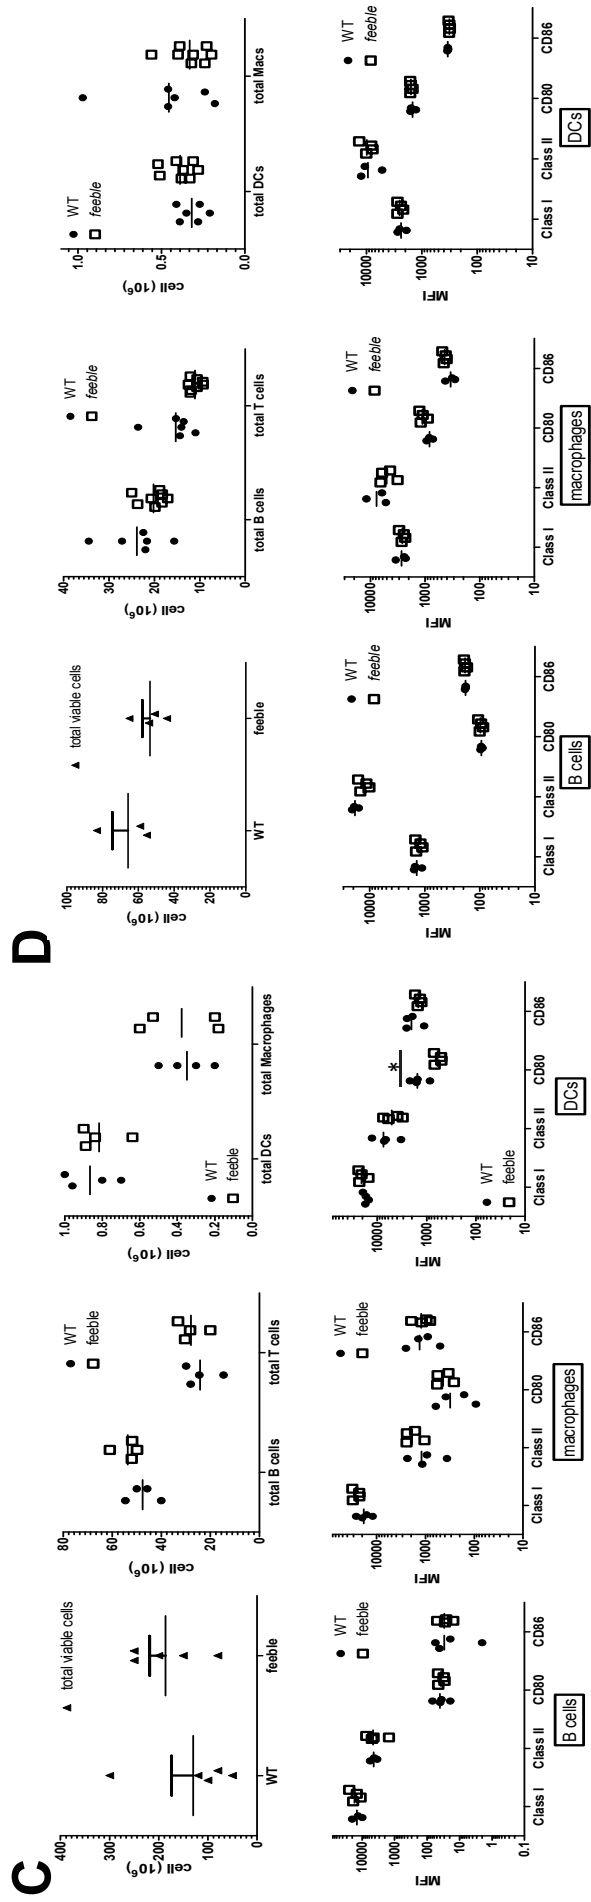 C
total viable cells
400
300
200
100
0
cell (10⁶)
WT feeble
WT
feeble
80
60
40
20
0
cell (10⁶)
total B cells total T cells
1.0
0.8
0.6
0.4
0.2
0.0
cell (10⁶)
WT
feeble
total DCs total Macrophages
WT
feeble
10000
1000
100
10
1
0.1
MFI
Class I Class II CD80 CD86
B cells
WT
feeble
10000
1000
100
10
MFI
Class I Class II CD80 CD86
macrophages
*
10000
1000
100
10
MFI
WT
feeble
Class I Class II CD80 CD86
DCs
D
total viable cells
100
80
60
40
20
0
cell (10⁶)
WT feeble
WT
feeble
40
30
20
10
0
cell (10⁶)
total B cells total T cells
WT
feeble
1.0
0.5
0.0
cell (10⁶)
total DCs total Macs
WT
feeble
10000
1000
100
10
MFI
Class I Class II CD80 CD86
B cells
WT
feeble
10000
1000
100
10
MFI
Class I Class II CD80 CD86
macrophages
WT
feeble
10000
1000
100
10
MFI
Class I Class II CD80 CD86
DCs